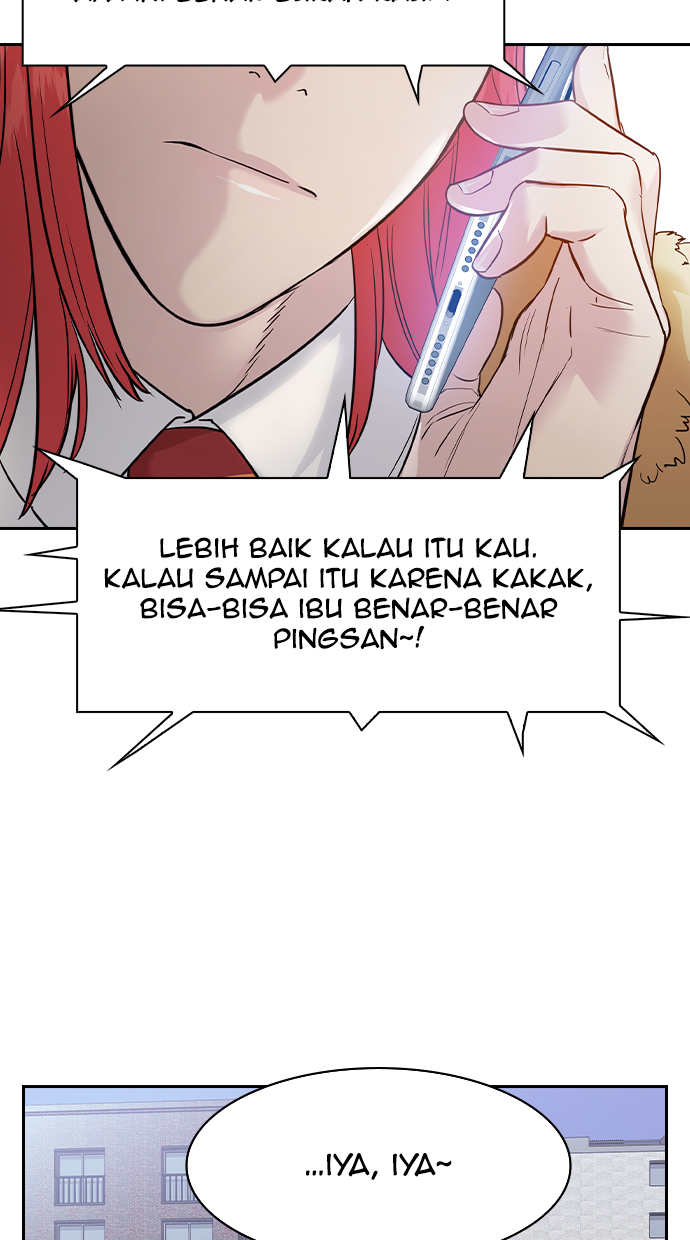 LEBIH BAIK KALAU ITU KAU.
KALAU SAMPAI ITU KARENA KAKAK,
BISA-BISA IBU BENAR-BENAR
PINGSAN~!
...IYA, IYA~